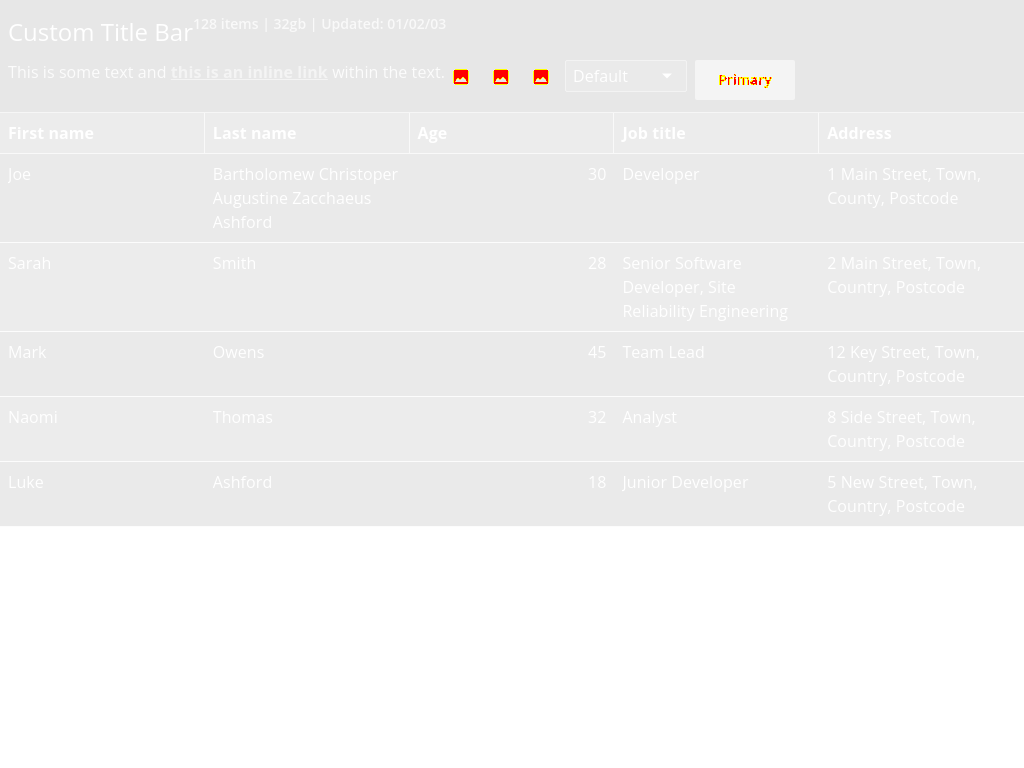 Custom Title Bar 128 items | 32gb | Updated: 01/02/03
This is some text and this is an inline link within the text. Default Primary
First name Last name Age Job title Address
Joe Bartholomew Christoper 30 Developer 1 Main Street, Town,
Augustine Zacchaeus County, Postcode
Ashford
Sarah Smith 28 Senior Software 2 Main Street, Town,
Developer, Site Country, Postcode
Reliability Engineering
Mark Owens 45 Team Lead 12 Key Street, Town,
Country, Postcode
Naomi Thomas 32 Analyst 8 Side Street, Town,
Country, Postcode
Luke Ashford 18 Junior Developer 5 New Street, Town,
Country, Postcode